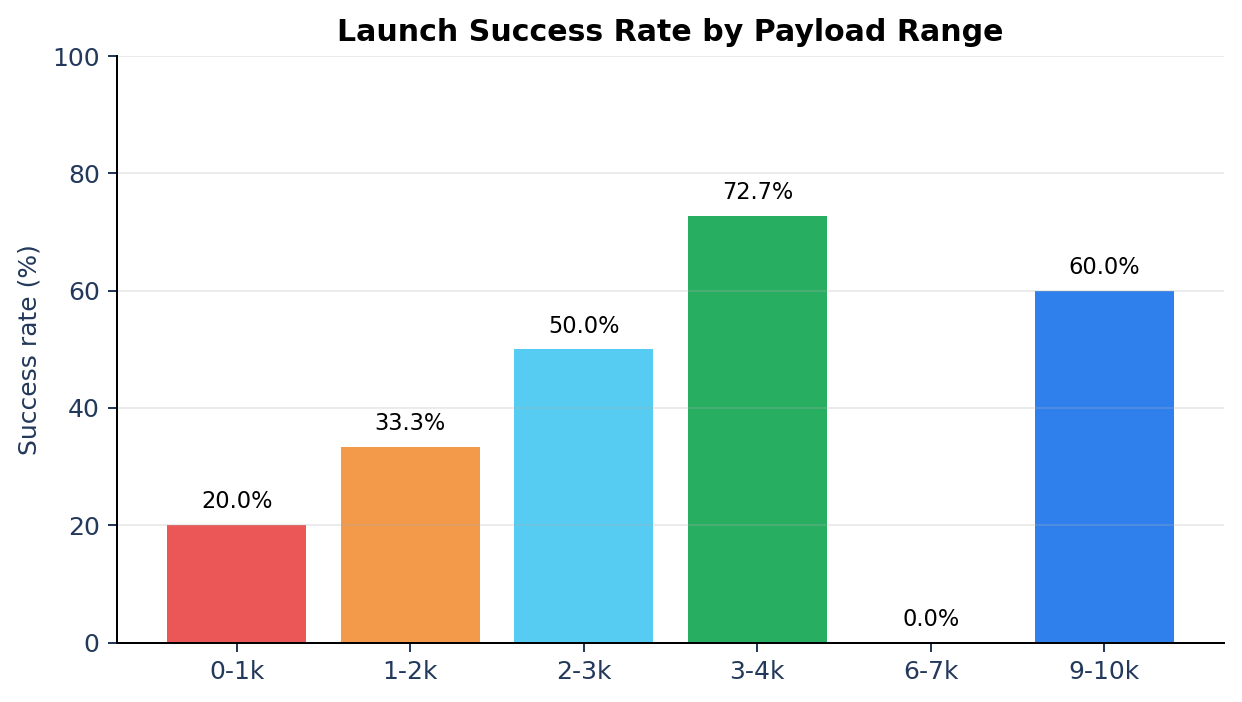 Launch Success Rate by Payload Range
Success rate (%)
100
80
60
40
20
0
20.0%
33.3%
50.0%
72.7%
0.0%
60.0%
0-1k
1-2k
2-3k
3-4k
6-7k
9-10k